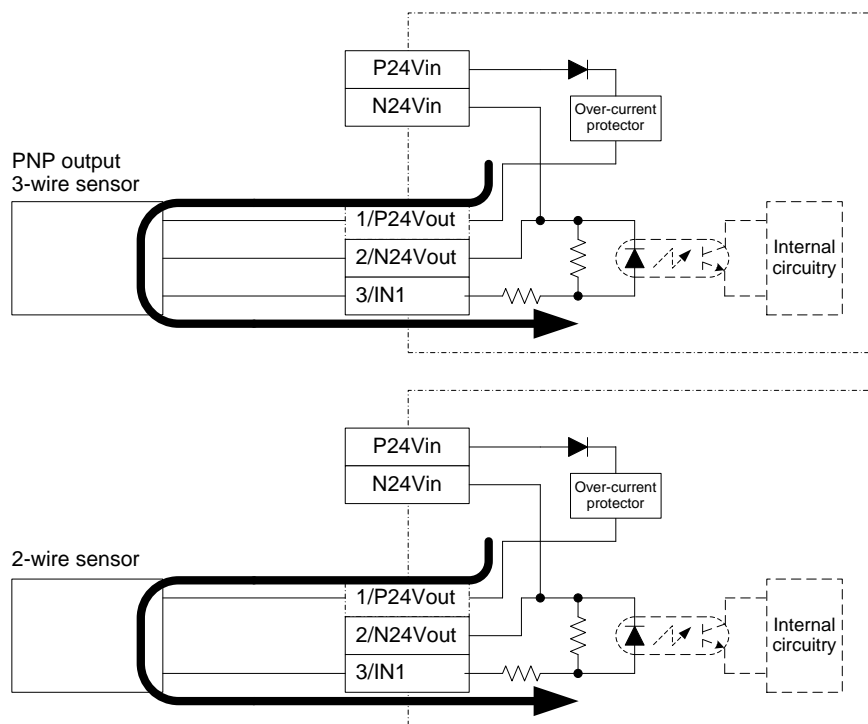 P24Vin
N24Vin
Over-current
protector
PNP output
3-wire sensor
1/P24Vout
2/N24Vout
3/IN1
Internal
circuitry
P24Vin
N24Vin
Over-current
protector
2-wire sensor
1/P24Vout
2/N24Vout
3/IN1
Internal
circuitry